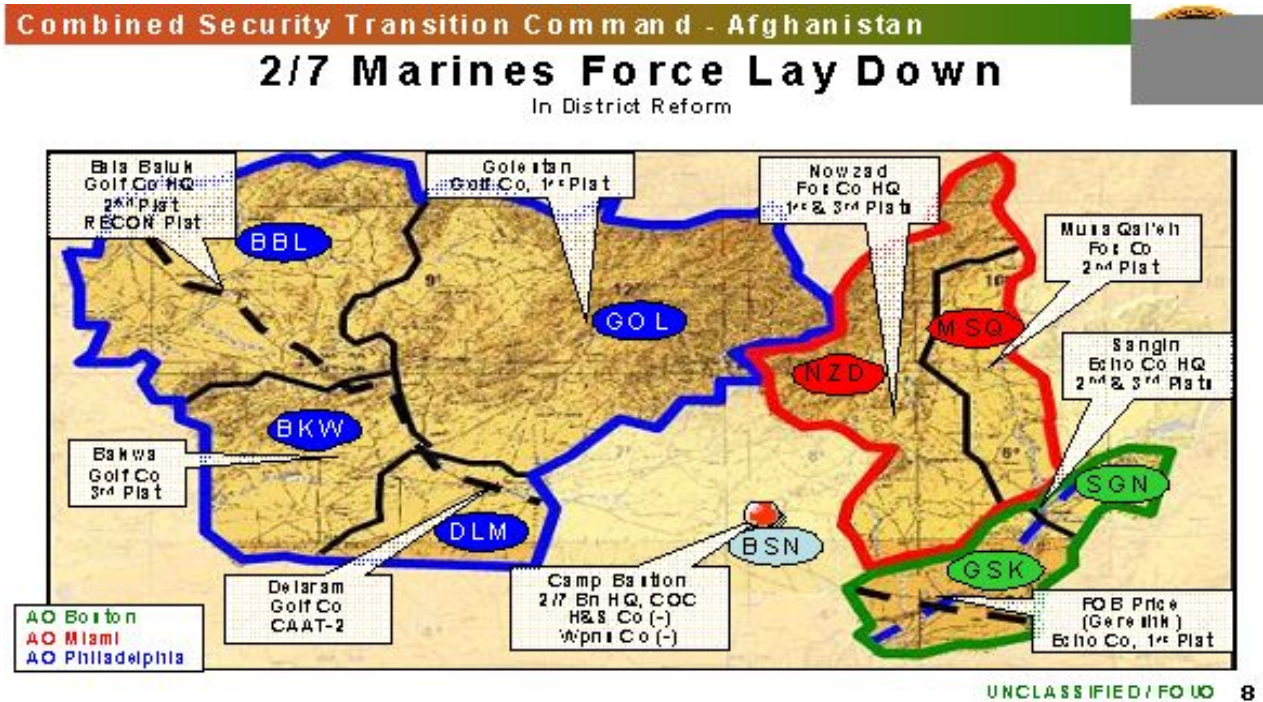 Combined Security Transition Command - Afghanistan
2/7 Marines Force Lay Down
In District Reform
Bala Baluk
Golf Co HQ
2nd Plat
RECON Plat
Golestan
Golf Co, 1st Plat
Nowzad
Fox Co HQ
1st & 3rd Plats
Musa Qal'eh
Fox Co
2nd Plat
Sangin
Echo Co HQ
2nd & 3rd Plats
BBL
GOL
MSQ
NZD
BKW
Bakwa
Golf Co
3rd Plat
SGN
DLM
BSN
GSK
Delaram
Golf Co
CAAT-2
Camp Bastion
2/7 Bn HQ, COC
H&S Co (-)
Wpns Co (-)
FOB Price
(Gereshk)
Echo Co, 1st Plat
AO Boston
AO Miami
AO Philadelphia
UNCLASSIFIED / FOUO 8